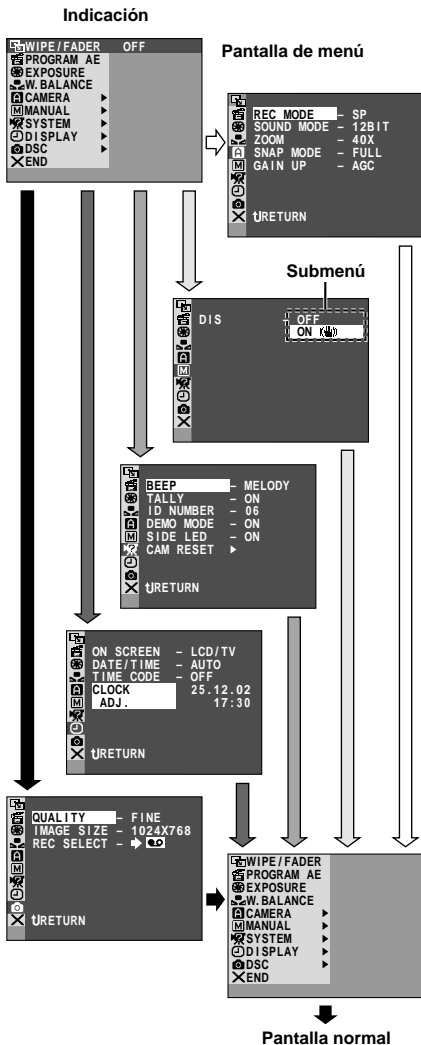 Indicación
WIPE/FADER OFF
PROGRAM AE
EXPOSURE
W.BALANCE
CAMERA
MANUAL
SYSTEM
DISPLAY
DSC
END
Pantalla de menú
REC MODE – SP
SOUND MODE – 12BIT
ZOOM – 40X
SNAP MODE – FULL
GAIN UP – AGC
RETURN
Submenú
DIS – OFF
ON
BEEP – MELODY
TALLY – ON
ID NUMBER – 06
DEMO MODE – ON
SIDE LED – ON
CAM RESET
RETURN
ON SCREEN – LCD/TV
DATE/TIME – AUTO
TIME CODE – OFF
CLOCK 25.12.02
ADJ. 17:30
RETURN
QUALITY – FINE
IMAGE SIZE – 1024X768
REC SELECT –
RETURN
WIPE/FADER
PROGRAM AE
EXPOSURE
W.BALANCE
CAMERA
MANUAL
SYSTEM
DISPLAY
DSC
END
Pantalla normal